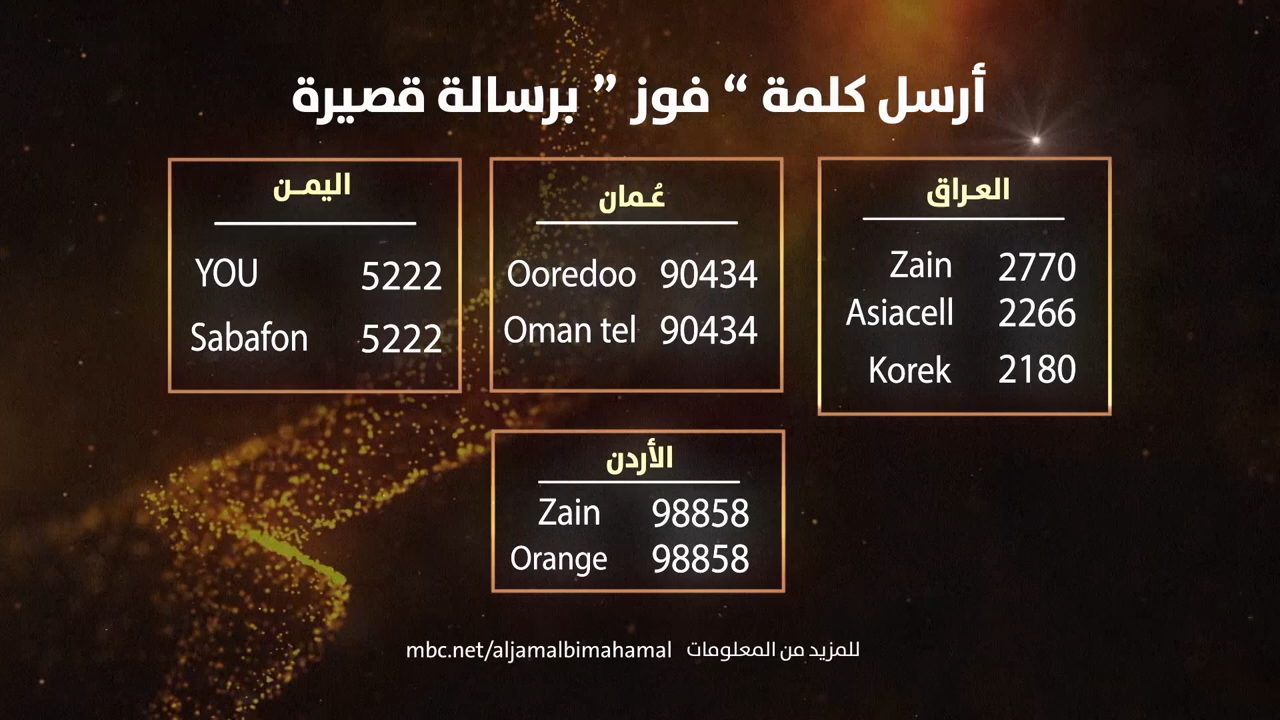 أرسل كلمة “ فوز ” برسالة قصيرة
العراق
Zain 2770
Asiacell 2266
Korek 2180
عُمان
Ooredoo 90434
Oman tel 90434
اليمن
YOU 5222
Sabafon 5222
الأردن
Zain 98858
Orange 98858
للمزيد من المعلومات mbc.net/aljamalbimahamal